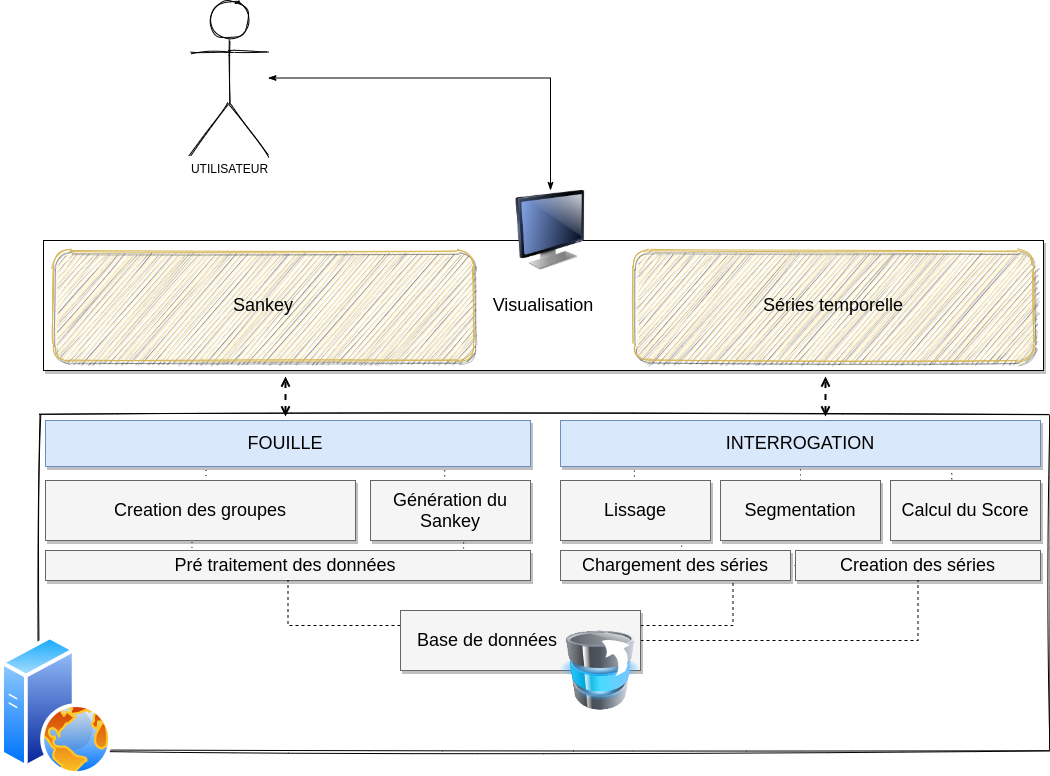 UTILISATEUR
Sankey
Visualisation
Séries temporelle
FOUILLE
INTERROGATION
Creation des groupes
Génération du
Sankey
Lissage
Segmentation
Calcul du Score
Pré traitement des données
Chargement des séries
Creation des séries
Base de données